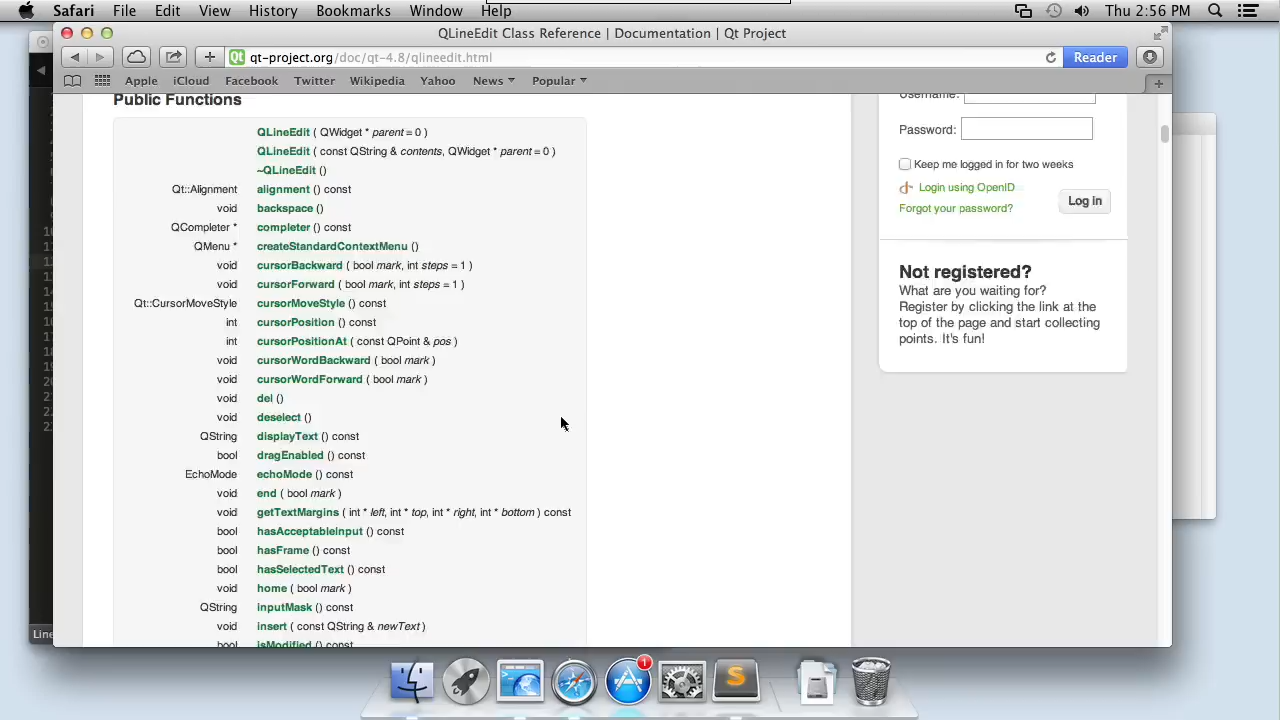 Safari File Edit View History Bookmarks Window Help Thu 2:56 PM
QLineEdit Class Reference | Documentation | Qt Project
Qt qt-project.org/doc/qt-4.8/qlineedit.html Reader
Apple iCloud Facebook Twitter Wikipedia Yahoo News Popular
Public Functions
QLineEdit ( QWidget * parent = 0 )
QLineEdit ( const QString & contents, QWidget * parent = 0 )
~QLineEdit ()
Qt::Alignment alignment () const
void backspace ()
QCompleter * completer () const
QMenu * createStandardContextMenu ()
void cursorBackward ( bool mark, int steps = 1 )
void cursorForward ( bool mark, int steps = 1 )
Qt::CursorMoveStyle cursorMoveStyle () const
int cursorPosition () const
int cursorPositionAt ( const QPoint & pos )
void cursorWordBackward ( bool mark )
void cursorWordForward ( bool mark )
void del ()
void deselect ()
QString displayText () const
bool dragEnabled () const
EchoMode echoMode () const
void end ( bool mark )
void getTextMargins ( int * left, int * top, int * right, int * bottom ) const
bool hasAcceptableInput () const
bool hasFrame () const
bool hasSelectedText () const
void home ( bool mark )
QString inputMask () const
void insert ( const QString & newText )
bool isModified () const
Username:
Password:
Keep me logged in for two weeks
Login using OpenID
Forgot your password?
Log in
Not registered?
What are you waiting for?
Register by clicking the link at the
top of the page and start collecting
points. It's fun!
Line
1
S